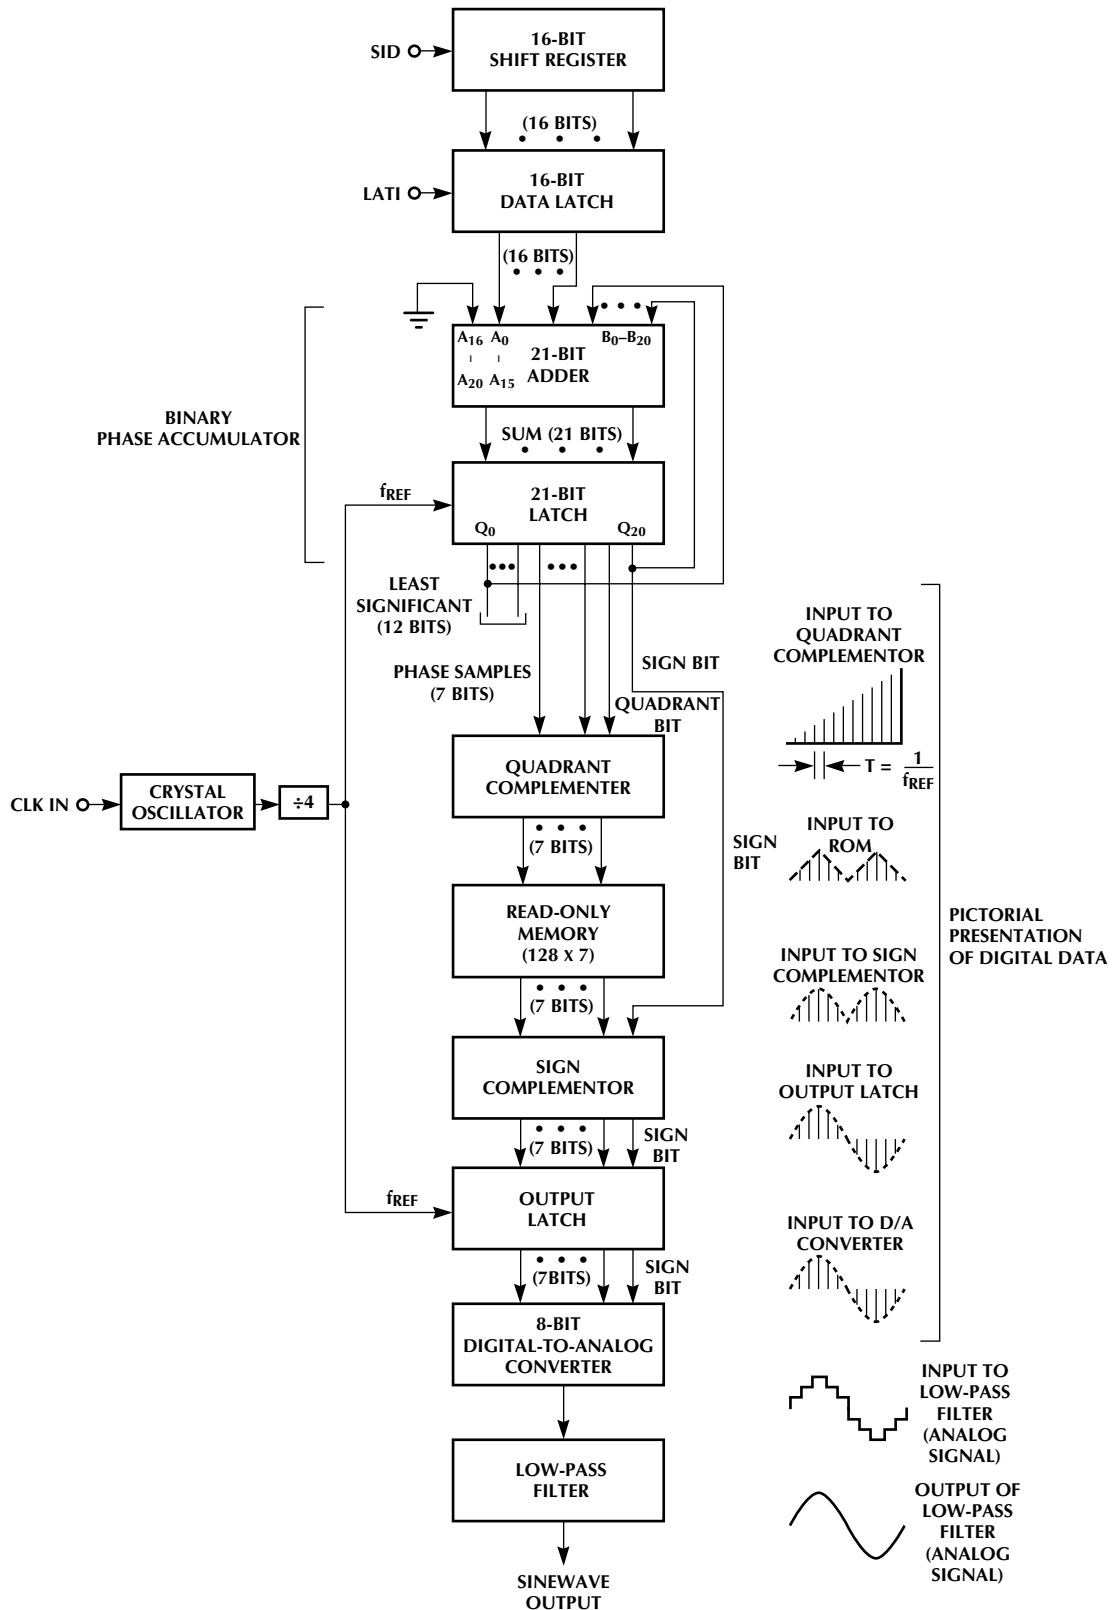 16-BIT
SHIFT REGISTER
SID
(16 BITS)
16-BIT
DATA LATCH
LATI
(16 BITS)
A16 A0 B0–B20
21-BIT
ADDER
A20 A15
BINARY
PHASE ACCUMULATOR
SUM (21 BITS)
fREF
21-BIT
LATCH
Q0 Q20
LEAST
SIGNIFICANT
(12 BITS)
PHASE SAMPLES
(7 BITS)
SIGN BIT
QUADRANT
BIT
QUADRANT
COMPLEMENTER
CLK IN
CRYSTAL
OSCILLATOR
÷4
(7 BITS)
SIGN
BIT
READ-ONLY
MEMORY
(128 X 7)
(7 BITS)
SIGN
COMPLEMENTOR
(7 BITS)
SIGN
BIT
fREF
OUTPUT
LATCH
(7BITS)
SIGN
BIT
8-BIT
DIGITAL-TO-ANALOG
CONVERTER
LOW-PASS
FILTER
SINEWAVE
OUTPUT
INPUT TO
QUADRANT
COMPLEMENTOR
T = 1
fREF
INPUT TO
ROM
PICTORIAL
PRESENTATION
OF DIGITAL DATA
INPUT TO SIGN
COMPLEMENTOR
INPUT TO
OUTPUT LATCH
INPUT TO D/A
CONVERTER
INPUT TO
LOW-PASS
FILTER
(ANALOG
SIGNAL)
OUTPUT OF
LOW-PASS
FILTER
(ANALOG
SIGNAL)